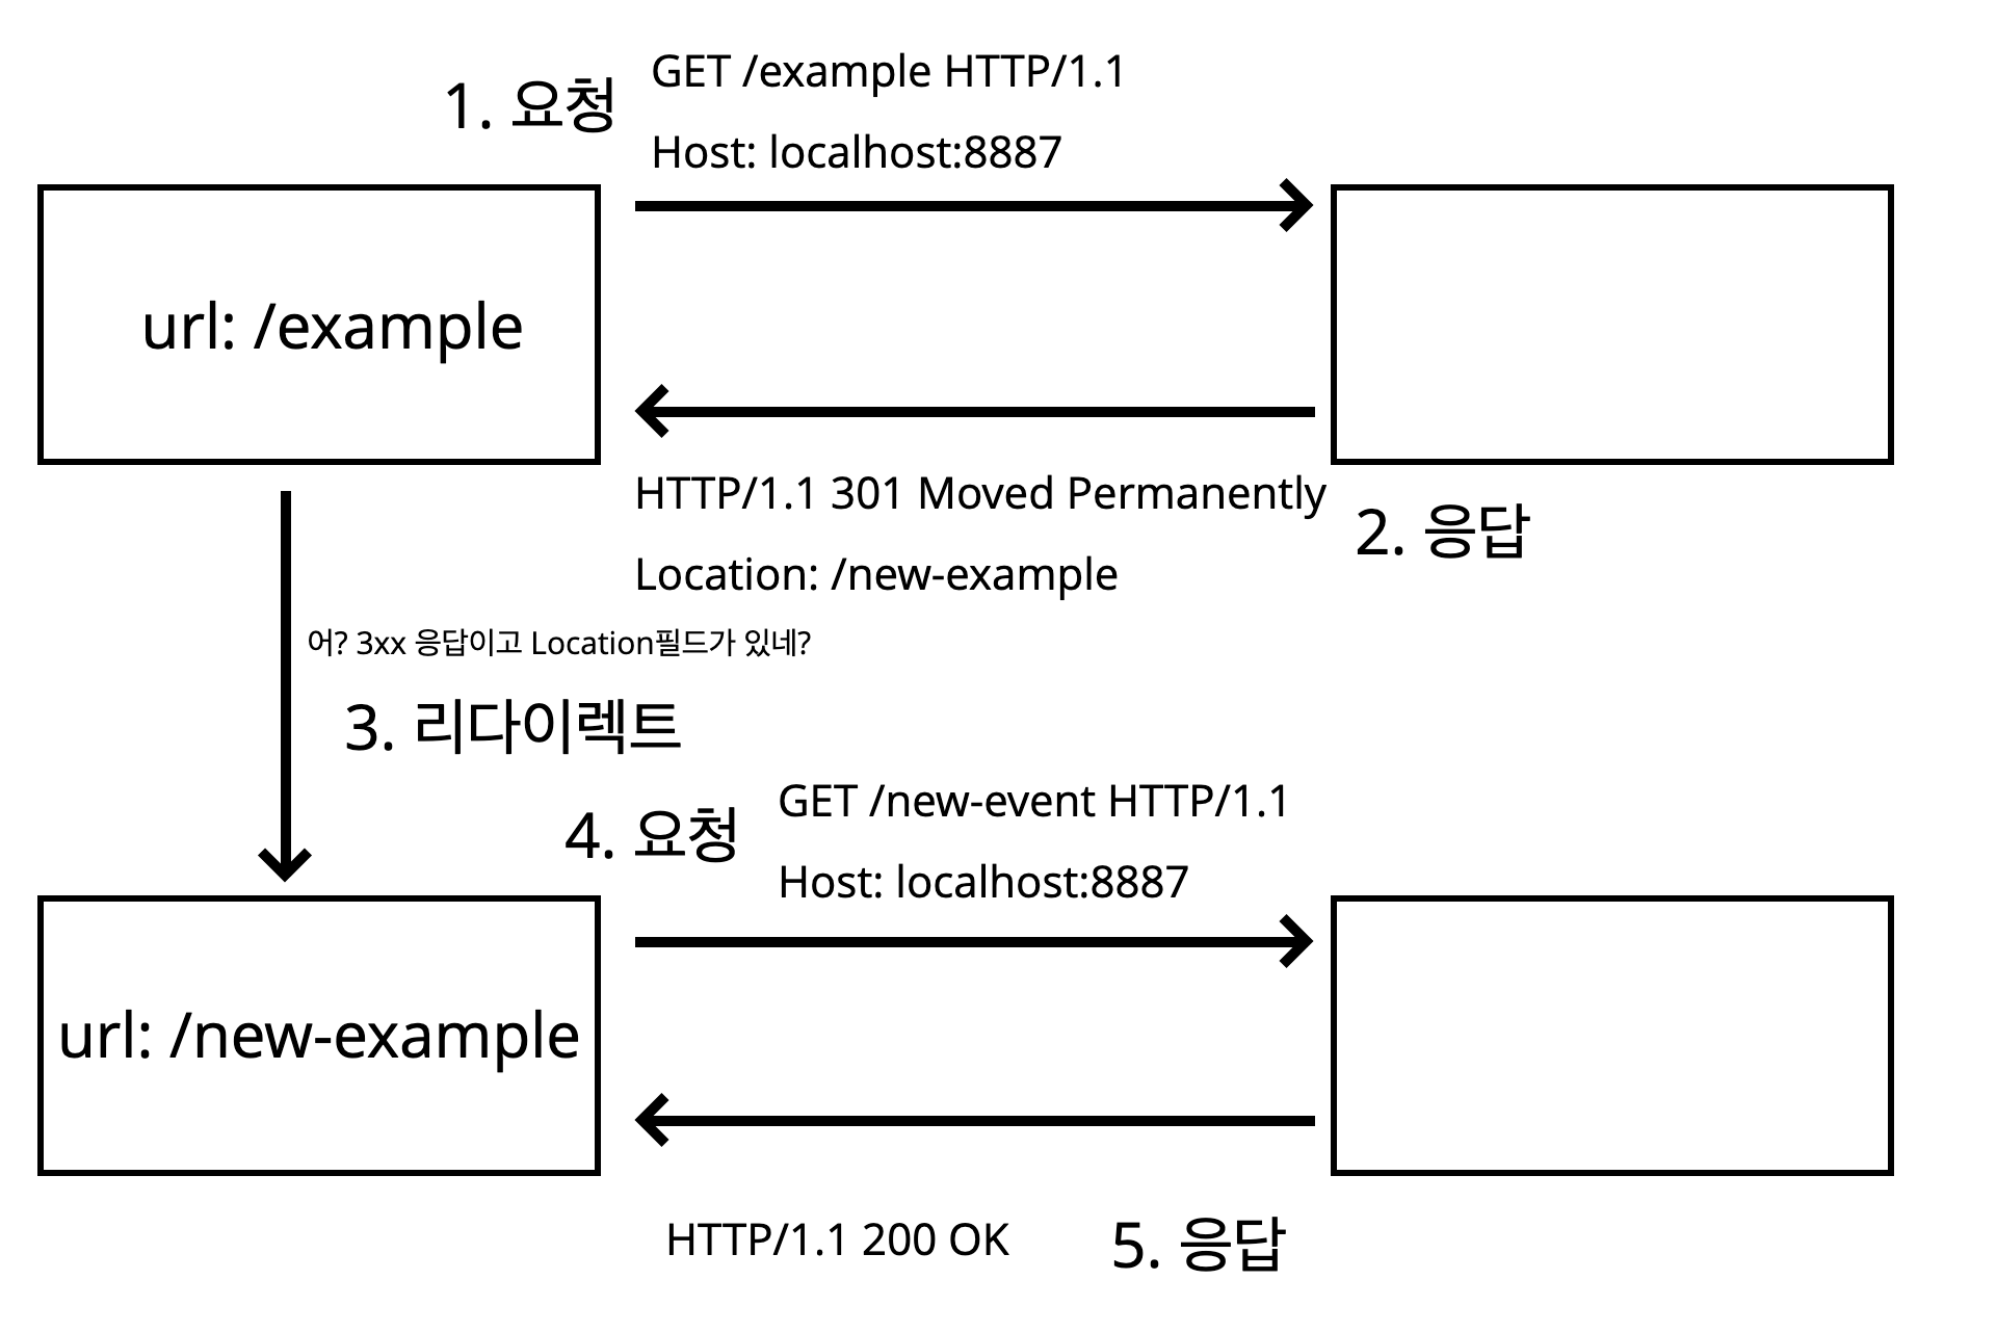 1. 요청
GET /example HTTP/1.1
Host: localhost:8887
url: /example
HTTP/1.1 301 Moved Permanently
Location: /new-example
2. 응답
어? 3xx 응답이고 Location필드가 있네?
3. 리다이렉트
4. 요청
GET /new-event HTTP/1.1
Host: localhost:8887
url: /new-example
HTTP/1.1 200 OK
5. 응답